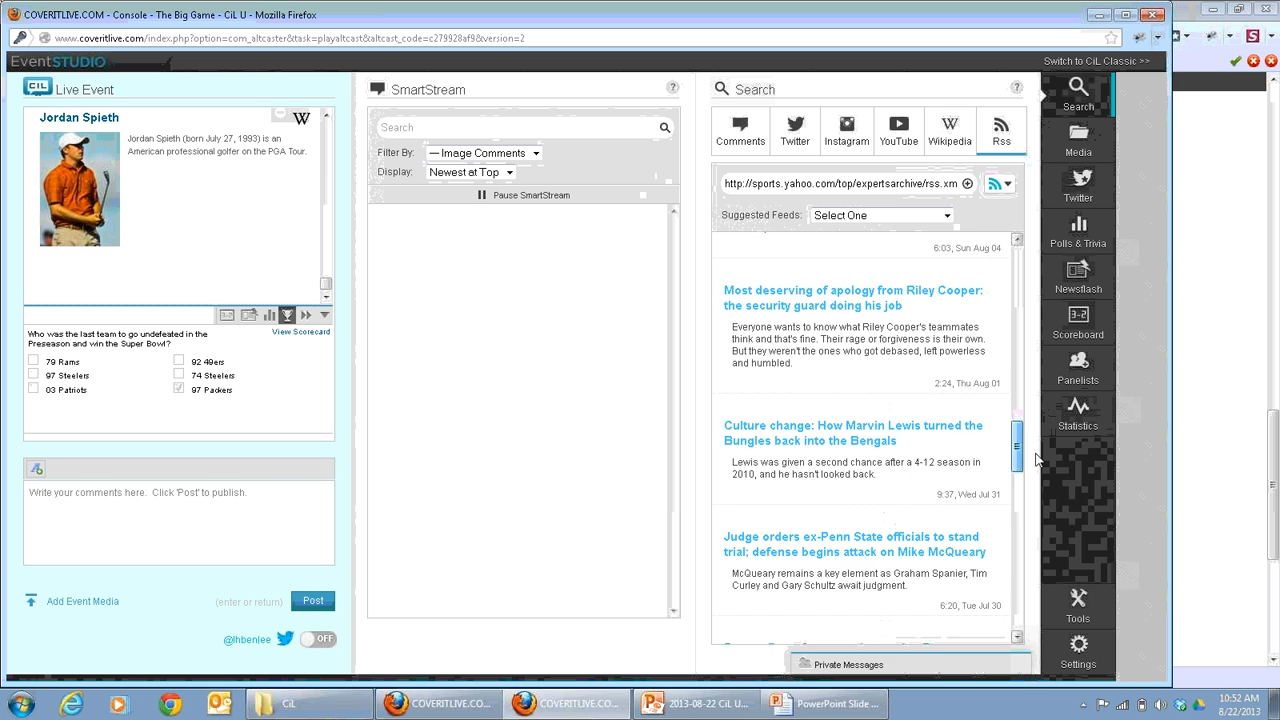 COVERITLIVE.COM - Console - The Big Game - CiL U - Mozilla Firefox
www.coveritlive.com/index.php?option=com_altcaster&task=playaltcast&altcast_code=c279928af9&version=2
EventSTUDIO
Switch to CiL Classic >>
CiL Live Event
Jordan Spieth
W
Jordan Spieth (born July 27, 1993) is an
American professional golfer on the PGA Tour.
Who was the last team to go undefeated in the
Preseason and win the Super Bowl?
View Scorecard
79 Rams
92 49ers
97 Steelers
74 Steelers
03 Patriots
97 Packers
Write your comments here. Click 'Post' to publish.
Add Event Media
(enter or return)
Post
@lhbenlee
OFF
SmartStream
?
Search
Filter By:
--- Image Comments
Display:
Newest at Top
Pause SmartStream
Search
?
Comments
Twitter
Instagram
YouTube
Wikipedia
Rss
http://sports.yahoo.com/top/expertsarchive/rss.xm
Suggested Feeds:
Select One
6:03, Sun Aug 04
Most deserving of apology from Riley Cooper:
the security guard doing his job
Everyone wants to know what Riley Cooper's teammates
think and that's fine. Their rage or forgiveness is their own.
But they weren't the ones who got debased, left powerless
and humbled.
2:24, Thu Aug 01
Culture change: How Marvin Lewis turned the
Bungles back into the Bengals
Lewis was given a second chance after a 4-12 season in
2010, and he hasn't looked back.
9:37, Wed Jul 31
Judge orders ex-Penn State officials to stand
trial; defense begins attack on Mike McQueary
McQueary remains a key element as Graham Spanier, Tim
Curley and Gary Schultz await judgment.
6:20, Tue Jul 30
Private Messages
Search
Media
Twitter
Polls & Trivia
Newsflash
3-2
Scoreboard
Panelists
Statistics
Tools
Settings
CiL
COVERITLIVE.CO...
COVERITLIVE.CO...
2013-08-22 CiL U...
PowerPoint Slide ...
10:52 AM
8/22/2013